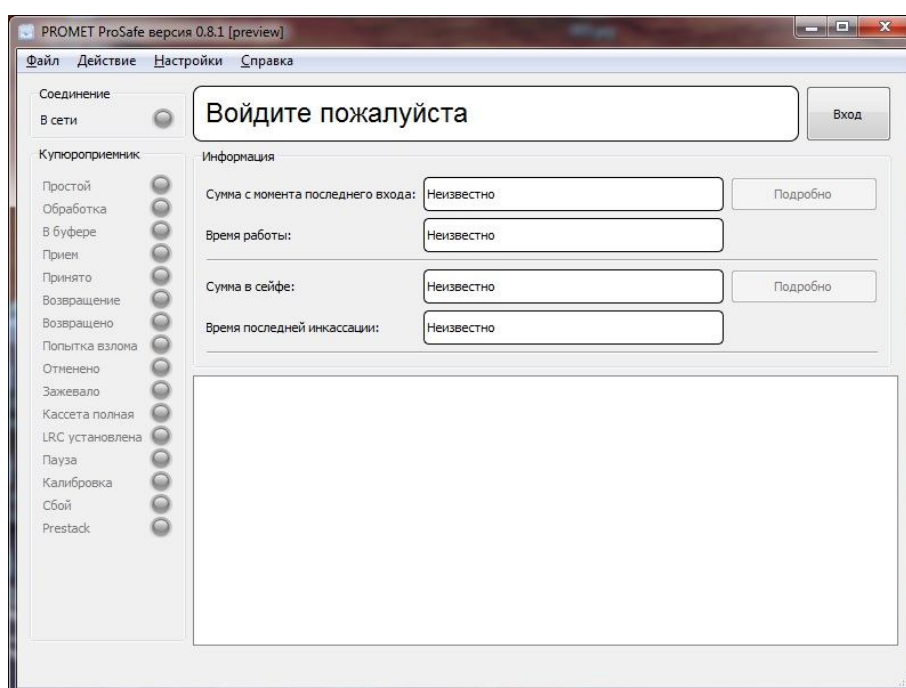 PROMET ProSafe версия 0.8.1 [preview]
Файл Действие Настройки Справка
Соединение
В сети
Войдите пожалуйста
Вход
Купюроприемник
Простой
Обработка
В буфере
Прием
Принято
Возвращение
Возвращено
Попытка взлома
Отменено
Зажевало
Кассета полная
LRC установлена
Пауза
Калибровка
Сбой
Prestack
Информация
Сумма с момента последнего входа: Неизвестно Подробно
Время работы: Неизвестно
Сумма в сейфе: Неизвестно Подробно
Время последней инкассации: Неизвестно